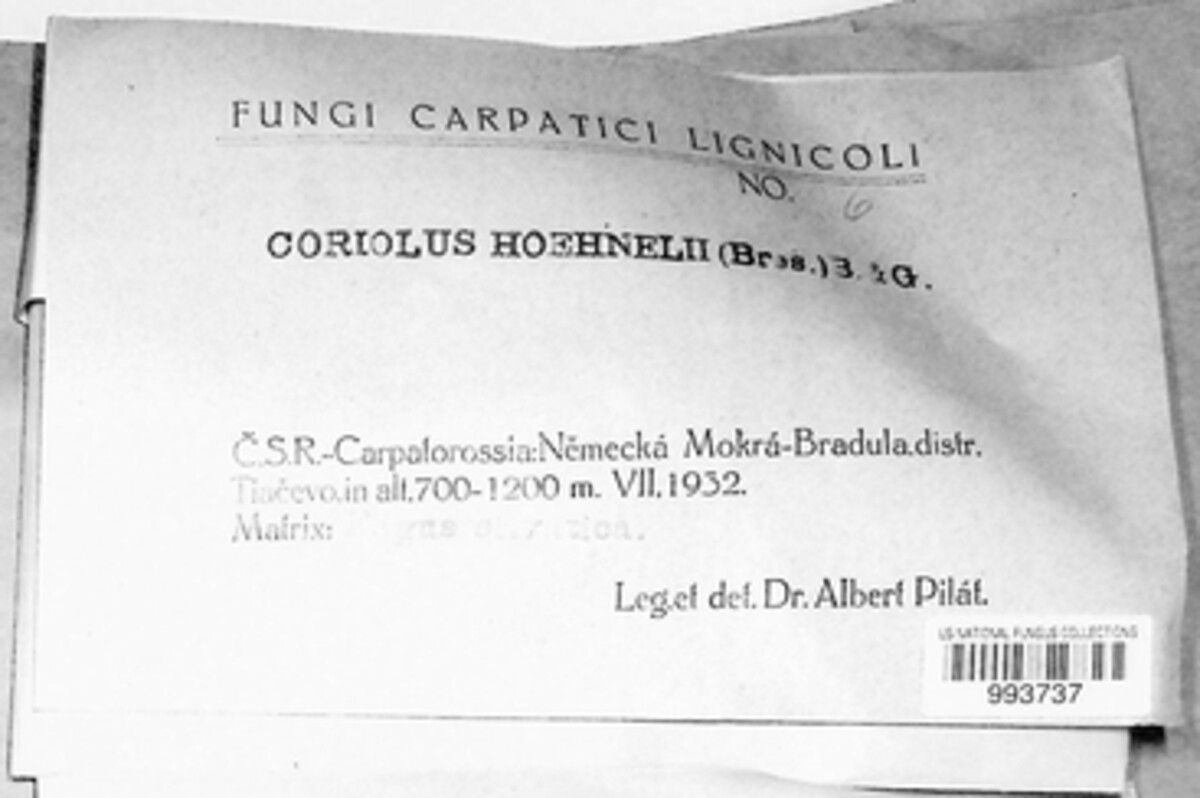 FUNGI CARPATICI LIGNICOLI
NO. 6
CORIOLUS HOEHNELII (Bres.) B. & G.
Č.S.R.-Carpatorossia: Německá Mokrá-Bradula, distr.
Tiačevo, in alt. 700-1200 m. VII. 1932.
Matrix:
Leg. et det. Dr. Albert Pilát.
US NATIONAL FUNGUS COLLECTIONS
993737